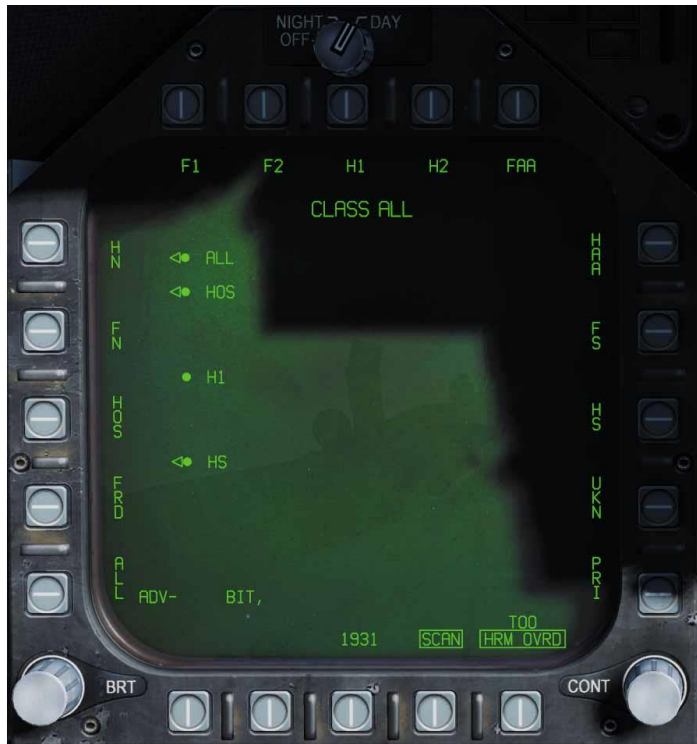 NIGHT DAY
OFF
F1 F2 H1 H2 FAA
CLASS ALL
HN
HAA
ALL
HOS
FN
FS
H1
HOS
HS
HS
FRD
UKN
ALL
PRI
ADV- BIT,
TOO
1931 SCAN HRM OVRD
BRT
CONT